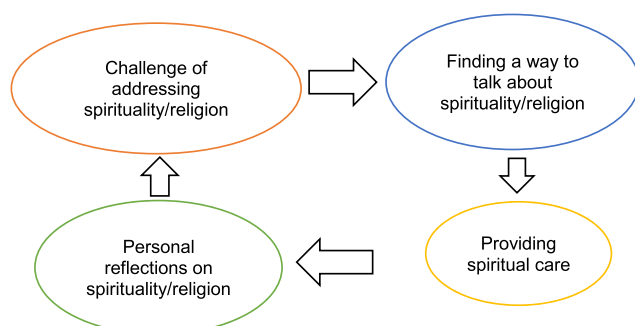 Challenge of
addressing
spirituality/religion
Finding a way to
talk about
spirituality/religion
Providing
spiritual care
Personal
reflections on
spirituality/religion